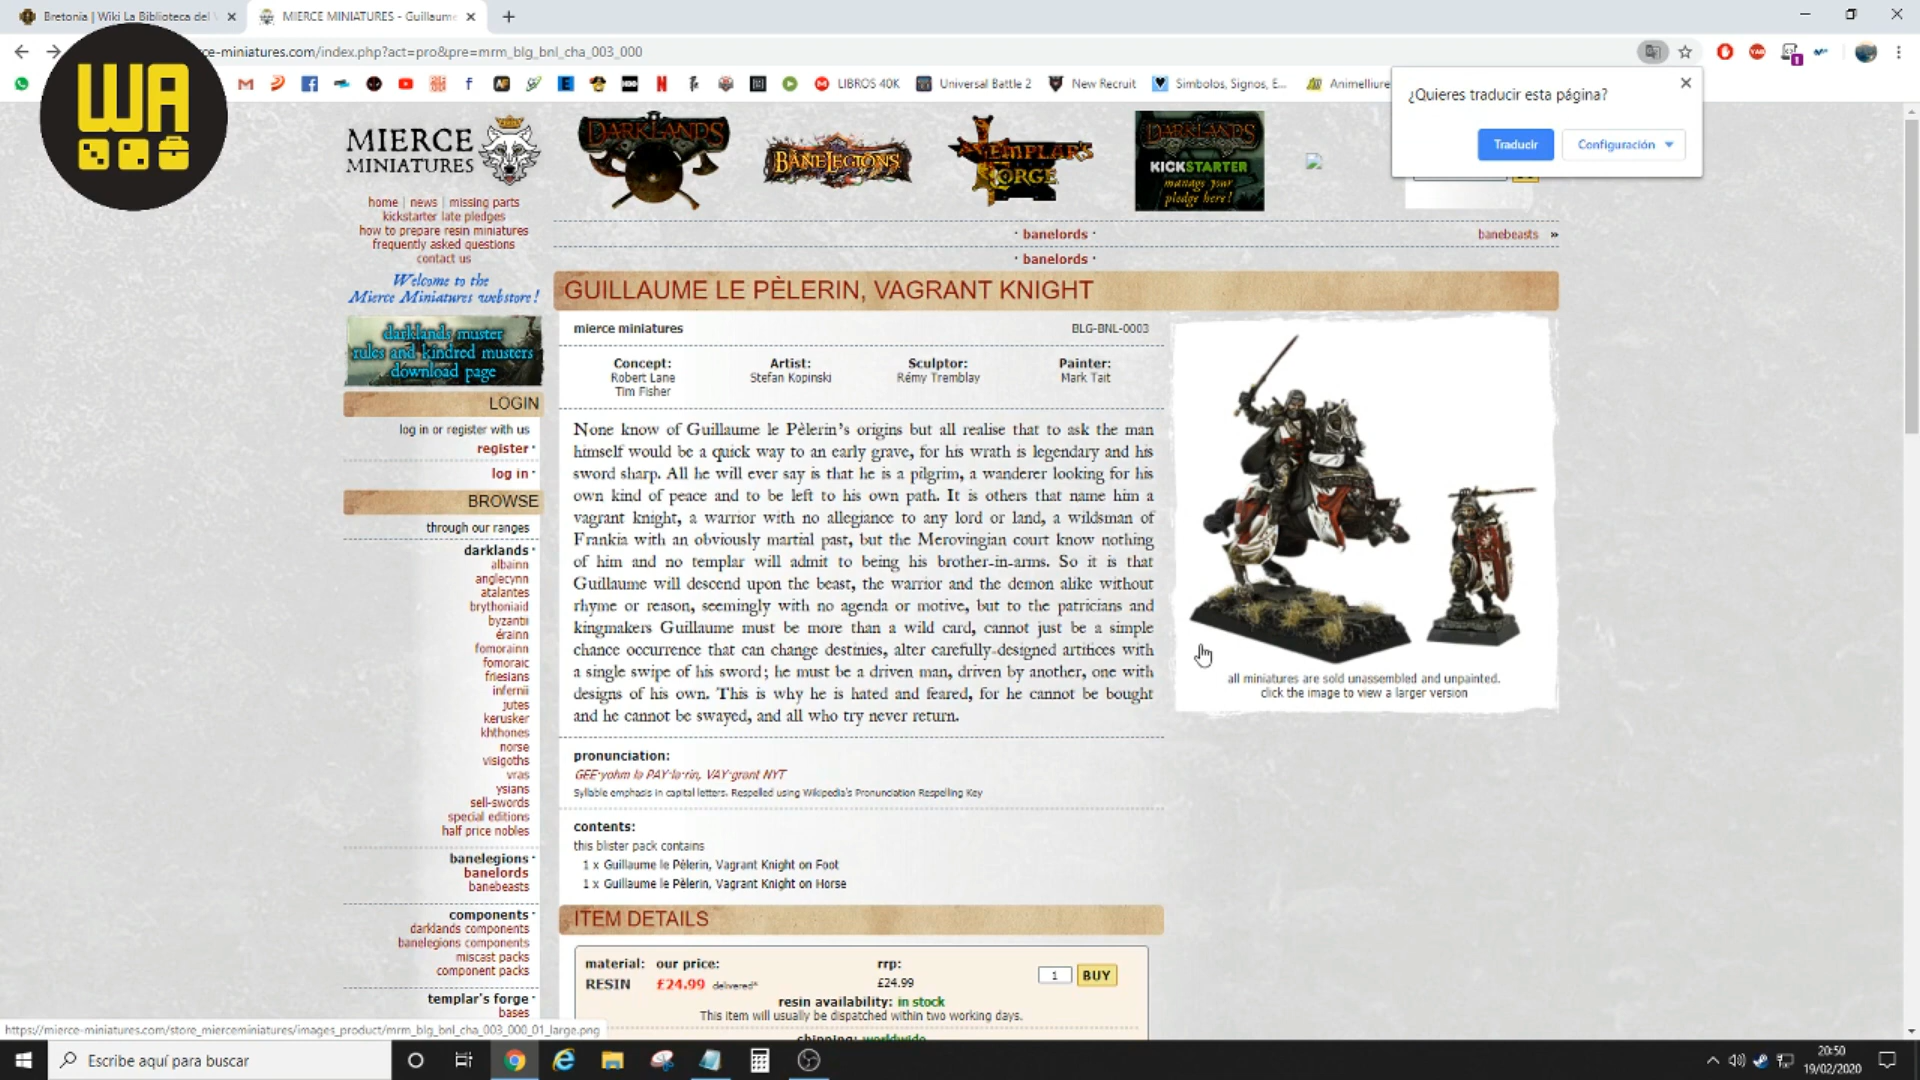 Bretonia | Wiki La Biblioteca del
MIERCE MINIATURES - Guillaume
ce-miniatures.com/index.php?act=pro&pre=mrm_blg_bnl_cha_003_000
LIBROS 40K
Universal Battle 2
New Recruit
Simbolos, Signos, E...
Animelliure
¿Quieres traducir esta página?
Traducir
Configuración
WA
MIERCE
MINIATURES
DARKLANDS
BANELEGIONS
TEMPLAR'S
FORGE
DARKLANDS
KICKSTARTER
manage your
pledge here!
home | news | missing parts
kickstarter late pledges
how to prepare resin miniatures
frequently asked questions
contact us
Welcome to the
Mierce Miniatures webstore!
darklands muster
rules and kindred musters
download page
LOGIN
log in or register with us
register
log in
BROWSE
through our ranges
darklands
albainn
anglecynn
atalantes
brythoniaid
byzantii
érainn
fomorainn
fomoraic
friesians
infernii
jutes
kerusker
khthones
norse
visigoths
vras
ysians
sell-swords
special editions
half price nobles
banelegions
banelords
banebeasts
components
darklands components
banelegions components
miscast packs
component packs
templar's forge
bases
· banelords ·
banebeasts »
· banelords ·
GUILLAUME LE PÈLERIN, VAGRANT KNIGHT
mierce miniatures
BLG-BNL-0003
Concept:
Robert Lane
Tim Fisher
Artist:
Stefan Kopinski
Sculptor:
Rémy Tremblay
Painter:
Mark Tait
None know of Guillaume le Pèlerin's origins but all realise that to ask the man
himself would be a quick way to an early grave, for his wrath is legendary and his
sword sharp. All he will ever say is that he is a pilgrim, a wanderer looking for his
own kind of peace and to be left to his own path. It is others that name him a
vagrant knight, a warrior with no allegiance to any lord or land, a wildsman of
Frankia with an obviously martial past, but the Merovingian court know nothing
of him and no templar will admit to being his brother-in-arms. So it is that
Guillaume will descend upon the beast, the warrior and the demon alike without
rhyme or reason, seemingly with no agenda or motive, but to the patricians and
kingmakers Guillaume must be more than a wild card, cannot just be a simple
chance occurrence that can change destinies, alter carefully-designed artifices with
a single swipe of his sword; he must be a driven man, driven by another, one with
designs of his own. This is why he is hated and feared, for he cannot be bought
and he cannot be swayed, and all who try never return.
all miniatures are sold unassembled and unpainted.
click the image to view a larger version
pronunciation:
GEE·yohm lə PAY·lə·rin, VAY·grənt NYT
Syllable emphasis in capital letters. Respelled using Wikipedia's Pronunciation Respelling Key
contents:
this blister pack contains
1 x Guillaume le Pèlerin, Vagrant Knight on Foot
1 x Guillaume le Pèlerin, Vagrant Knight on Horse
ITEM DETAILS
material: our price: rrp:
RESIN £24.99 delivered* £24.99
1 BUY
resin availability: in stock
This item will usually be dispatched within two working days.
shipping: worldwide
https://mierce-miniatures.com/store_mierceminiatures/images_product/mrm_blg_bnl_cha_003_000_01_large.png
Escribe aquí para buscar
20:50
19/02/2020